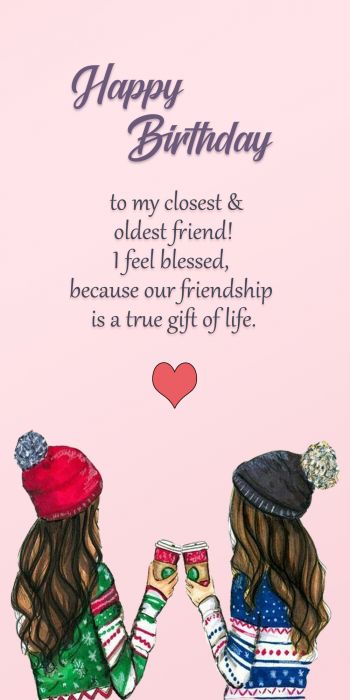 Happy
Birthday
to my closest &
oldest friend!
I feel blessed,
because our friendship
is a true gift of life.